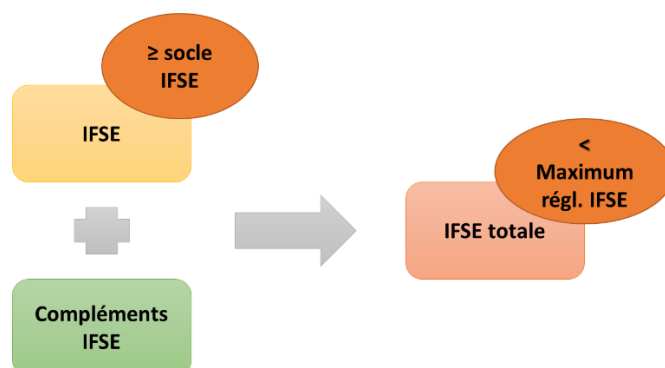 ≥ socle
IFSE
IFSE
Compléments
IFSE
<
Maximum
régl. IFSE
IFSE totale